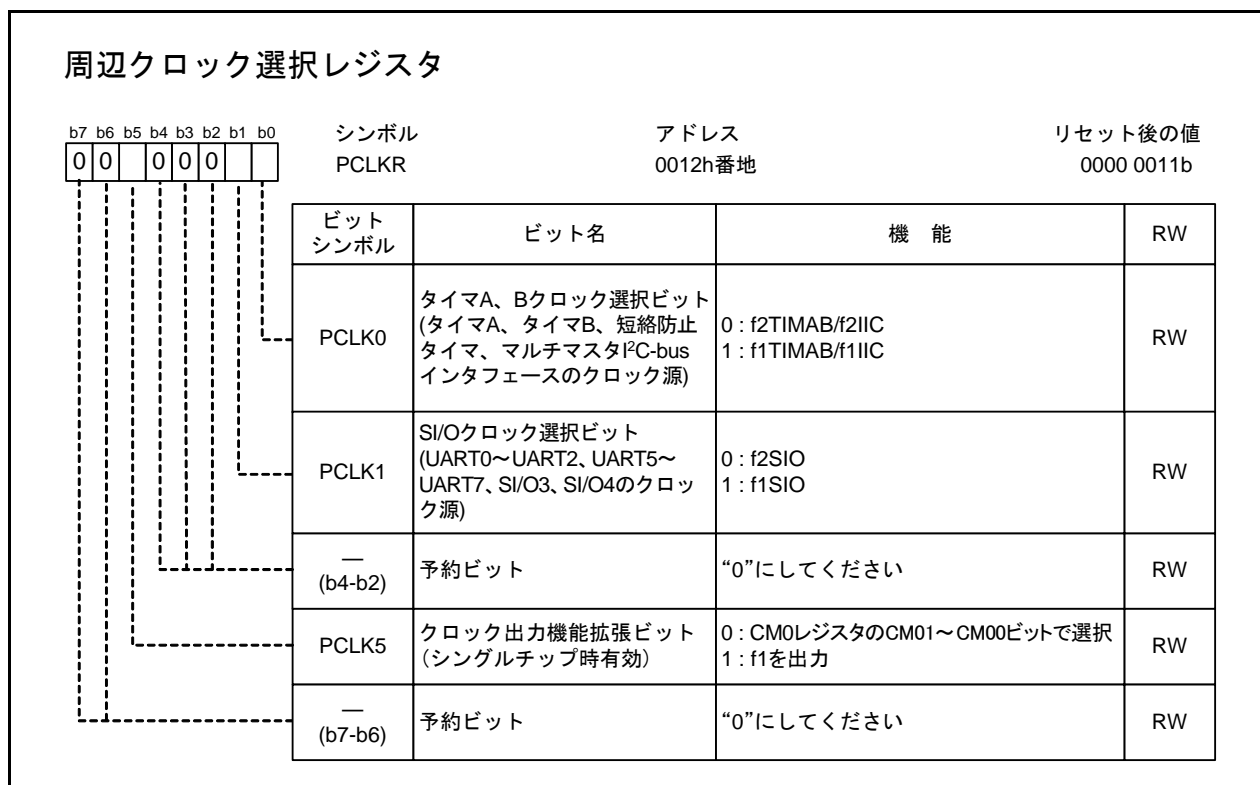 周辺クロック選択レジスタ
b7 b6 b5 b4 b3 b2 b1 b0
0 0 0 0 0
シンボル
PCLKR
アドレス
0012h番地
リセット後の値
0000 0011b
ビット
シンボル
ビット名
機 能
RW
PCLK0
タイマA、Bクロック選択ビット
(タイマA、タイマB、短絡防止
タイマ、マルチマスタI²C-bus
インタフェースのクロック源)
0 : f2TIMAB/f2IIC
1 : f1TIMAB/f1IIC
RW
PCLK1
SI/Oクロック選択ビット
(UART0～UART2、UART5～
UART7、SI/O3、SI/O4のクロッ
ク源)
0 : f2SIO
1 : f1SIO
RW
—
(b4-b2)
予約ビット
“0”にしてください
RW
PCLK5
クロック出力機能拡張ビット
（シングルチップ時有効）
0 : CM0レジスタのCM01～CM00ビットで選択
1 : f1を出力
RW
—
(b7-b6)
予約ビット
“0”にしてください
RW